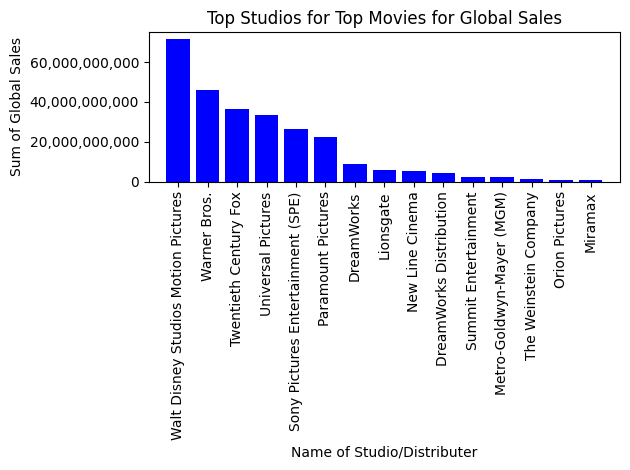 Top Studios for Top Movies for Global Sales
Sum of Global Sales
60,000,000,000
40,000,000,000
20,000,000,000
0
Walt Disney Studios Motion Pictures
Warner Bros.
Twentieth Century Fox
Universal Pictures
Sony Pictures Entertainment (SPE)
Paramount Pictures
DreamWorks
Lionsgate
New Line Cinema
DreamWorks Distribution
Summit Entertainment
Metro-Goldwyn-Mayer (MGM)
The Weinstein Company
Orion Pictures
Miramax
Name of Studio/Distributer